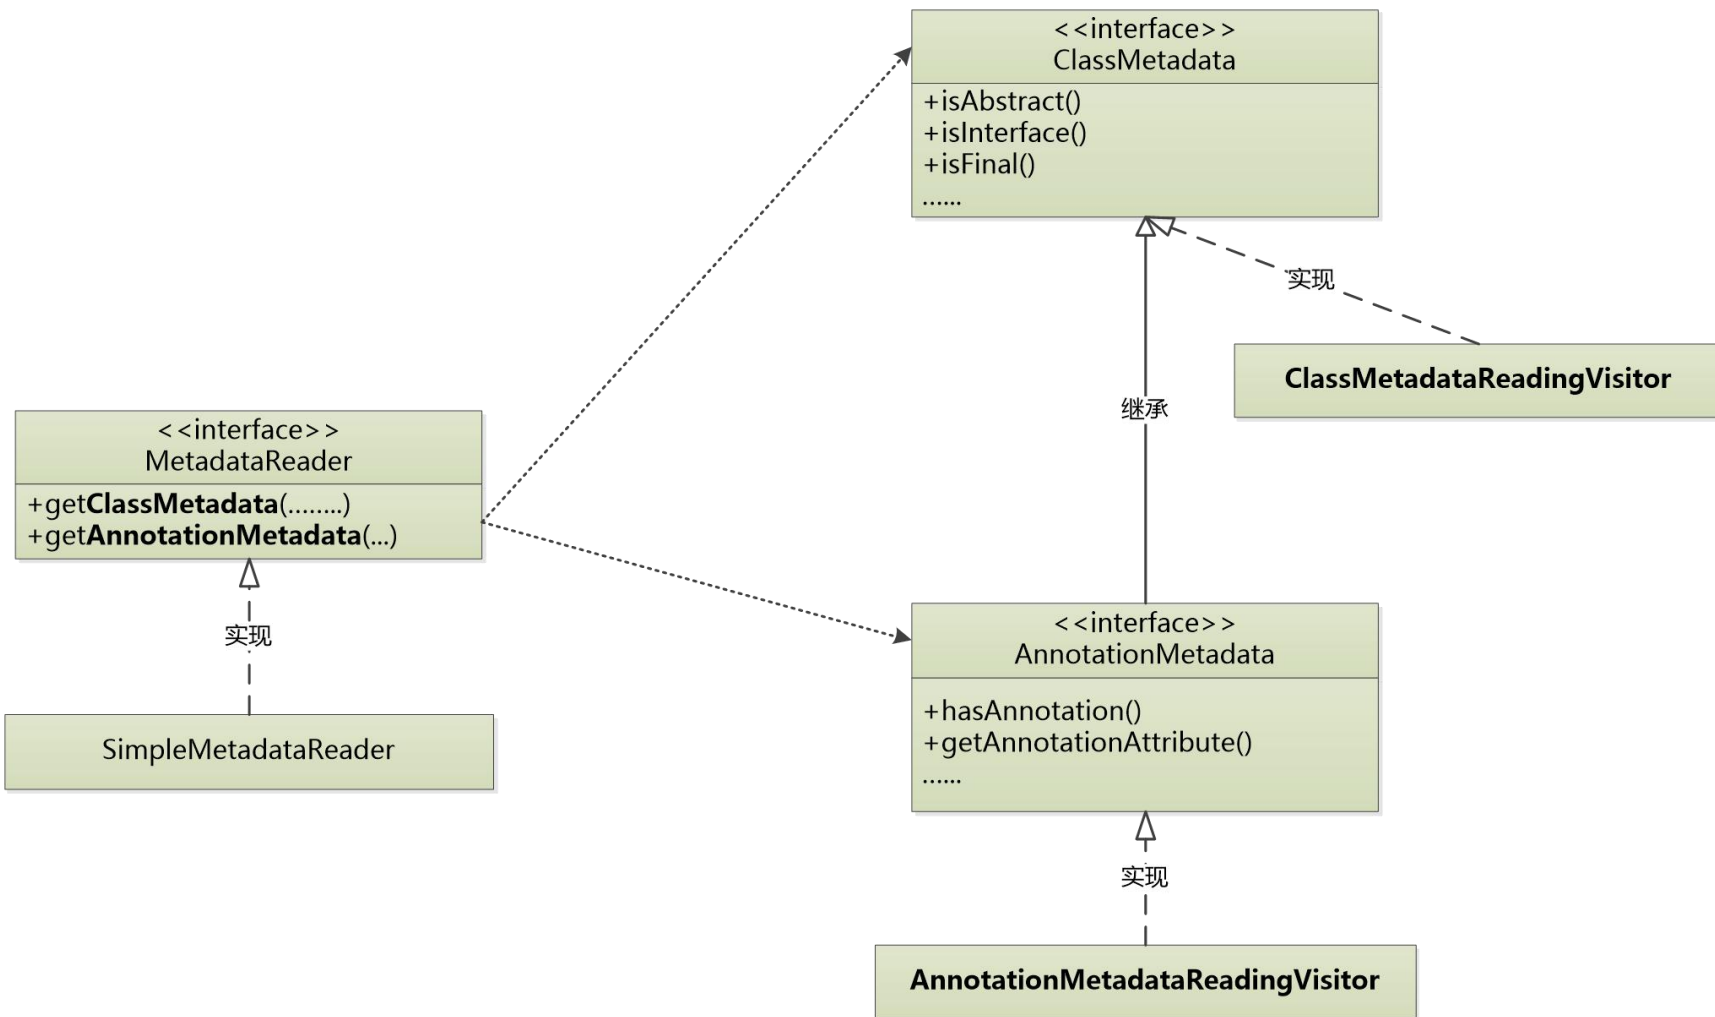 <<interface>>
ClassMetadata
+isAbstract()
+isInterface()
+isFinal()
......
实现
ClassMetadataReadingVisitor
继承
<<interface>>
MetadataReader
+getClassMetadata(........)
+getAnnotationMetadata(...)
实现
SimpleMetadataReader
<<interface>>
AnnotationMetadata
+hasAnnotation()
+getAnnotationAttribute()
......
实现
AnnotationMetadataReadingVisitor